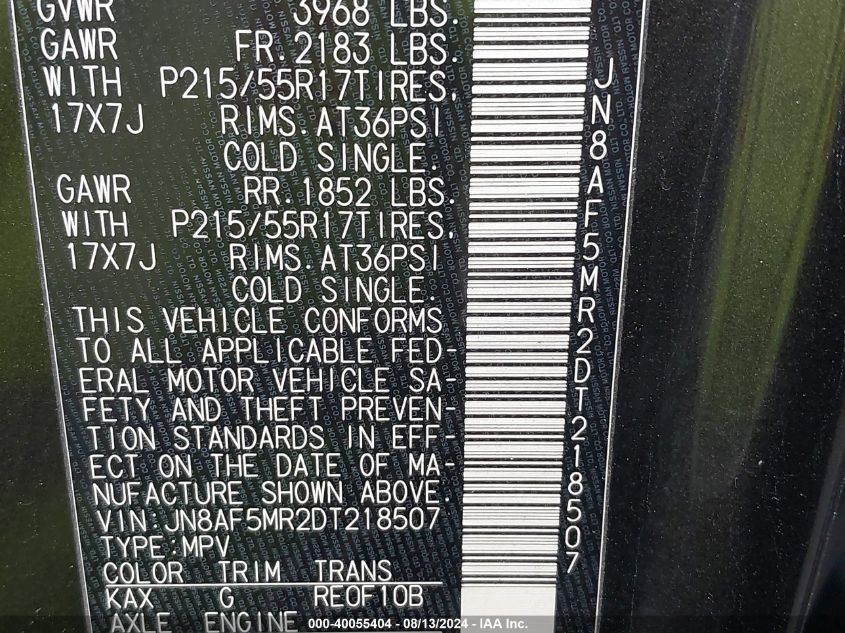 GVWR 3968 LBS.
GAWR FR.2183 LBS.
WITH P215/55R17TIRES,
17X7J RIMS.AT36PSI
COLD SINGLE.
GAWR RR.1852 LBS.
WITH P215/55R17TIRES,
17X7J RIMS.AT36PSI
COLD SINGLE.
THIS VEHICLE CONFORMS
TO ALL APPLICABLE FED-
ERAL MOTOR VEHICLE SA-
FETY AND THEFT PREVEN-
TION STANDARDS IN EFF-
ECT ON THE DATE OF MA-
NUFACTURE SHOWN ABOVE.
VIN:JN8AF5MR2DT218507
TYPE:MPV
COLOR TRIM TRANS
KAX G RE0F10B
AXLE ENGINE
JN8AF5MR2DT218507
000-40055404 - 08/13/2024 - IAA Inc.